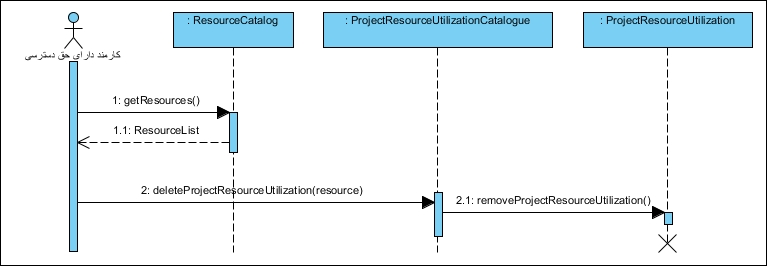 : ResourceCatalog
: ProjectResourceUtilizationCatalogue
: ProjectResourceUtilization
کارمند دارای حق دسترسی
1: getResources()
1.1: ResourceList
2: deleteProjectResourceUtilization(resource)
2.1: removeProjectResourceUtilization()